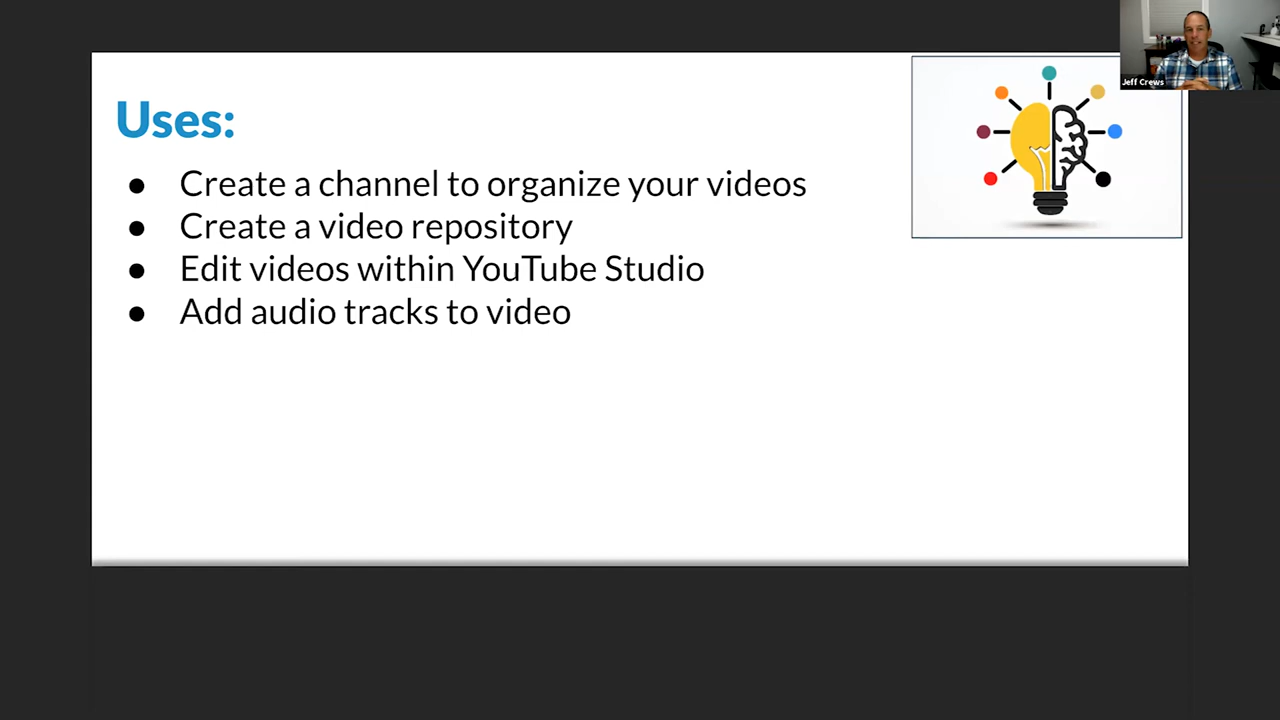 Jeff Crews
Uses:
● Create a channel to organize your videos
● Create a video repository
● Edit videos within YouTube Studio
● Add audio tracks to video